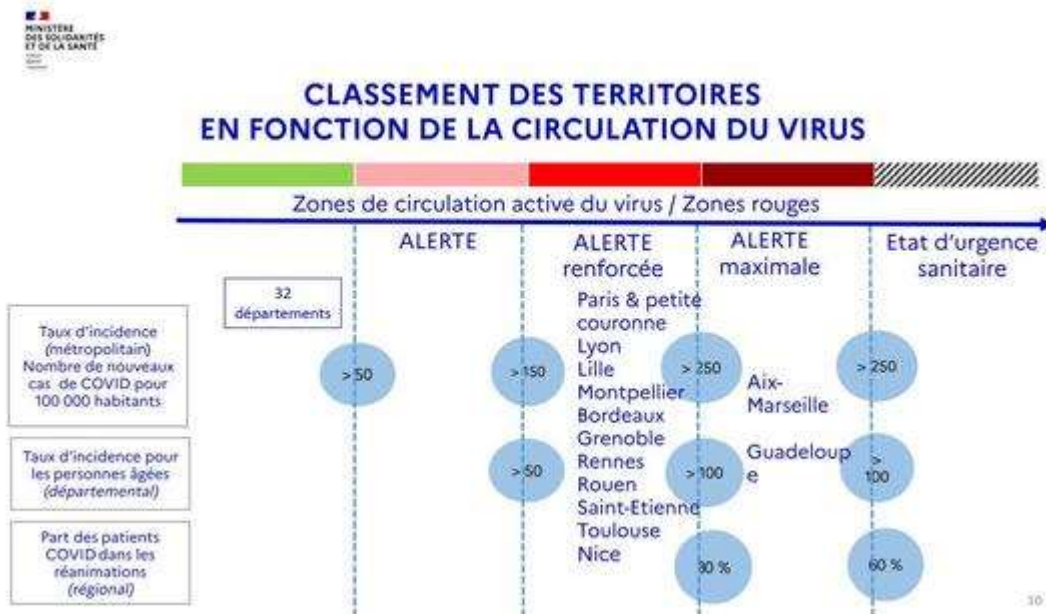 MINISTÈRE
DES SOLIDARITÉS
ET DE LA SANTÉ
CLASSEMENT DES TERRITOIRES
EN FONCTION DE LA CIRCULATION DU VIRUS
Zones de circulation active du virus / Zones rouges
ALERTE
ALERTE
renforcée
ALERTE
maximale
Etat d'urgence
sanitaire
32
départements
Taux d'incidence
(métropolitain)
Nombre de nouveaux
cas de COVID pour
100 000 habitants
> 50
> 150
Paris & petite
couronne
Lyon
Lille
Montpellier
Bordeaux
Grenoble
Rennes
Rouen
Saint-Etienne
Toulouse
Nice
> 250
Aix-
Marseille
Guadeloup
e
> 250
Taux d'incidence pour
les personnes âgées
(départemental)
> 50
> 100
>
100
Part des patients
COVID dans les
réanimations
(régional)
30 %
60 %